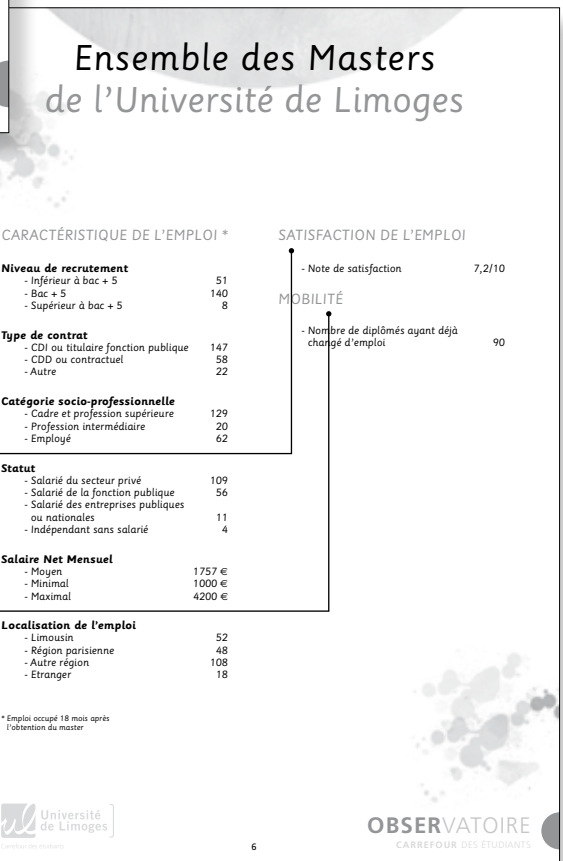 Ensemble des Masters
de l'Université de Limoges
CARACTÉRISTIQUE DE L'EMPLOI *
Niveau de recrutement
- Inférieur à bac + 5 51
- Bac + 5 140
- Supérieur à bac + 5 8
Type de contrat
- CDI ou titulaire fonction publique 147
- CDD ou contractuel 58
- Autre 22
Catégorie socio-professionnelle
- Cadre et profession supérieure 129
- Profession intermédiaire 20
- Employé 62
Statut
- Salarié du secteur privé 109
- Salarié de la fonction publique 56
- Salarié des entreprises publiques
ou nationales 11
- Indépendant sans salarié 4
Salaire Net Mensuel
- Moyen 1757 €
- Minimal 1000 €
- Maximal 4200 €
Localisation de l'emploi
- Limousin 52
- Région parisienne 48
- Autre région 108
- Etranger 18
* Emploi occupé 18 mois après
l'obtention du master
SATISFACTION DE L'EMPLOI
- Note de satisfaction 7,2/10
MOBILITÉ
- Nombre de diplômés ayant déjà
changé d'emploi 90
ul Université
de Limoges
Carrefour des étudiants
6
OBSERVATOIRE
CARREFOUR DES ÉTUDIANTS